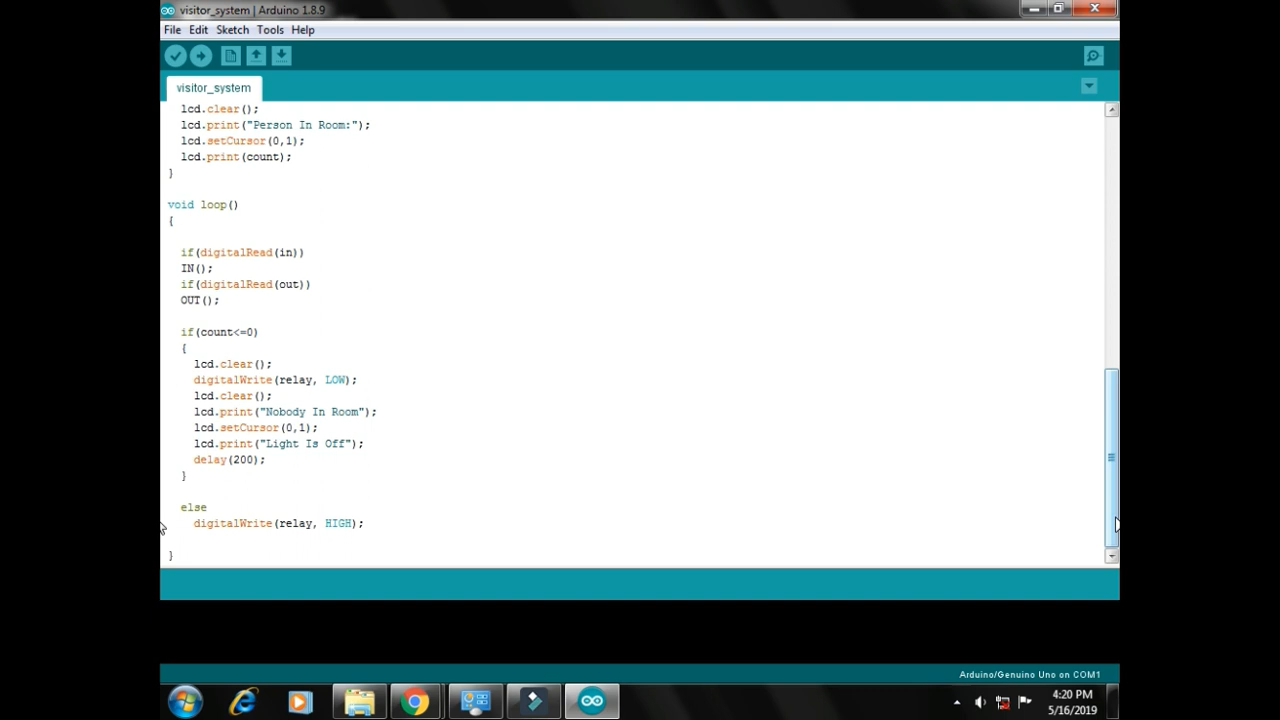 visitor_system | Arduino 1.8.9
File Edit Sketch Tools Help
visitor_system
lcd.clear();
lcd.print("Person In Room:");
lcd.setCursor(0,1);
lcd.print(count);
}
void loop()
{
if(digitalRead(in))
IN();
if(digitalRead(out))
OUT();
if(count<=0)
{
lcd.clear();
digitalWrite(relay, LOW);
lcd.clear();
lcd.print("Nobody In Room");
lcd.setCursor(0,1);
lcd.print("Light Is Off");
delay(200);
}
else
digitalWrite(relay, HIGH);
}
Arduino/Genuino Uno on COM1
4:20 PM
5/16/2019